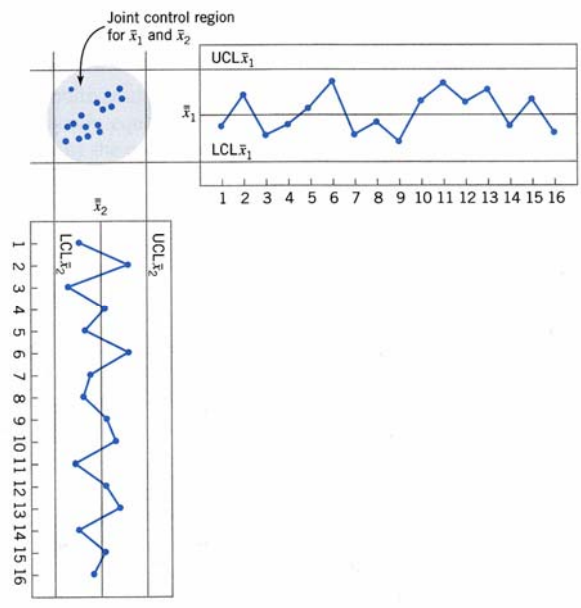 Joint control region
for x̄₁ and x̄₂
UCLx̄₁
x̿₁
LCLx̄₁
1 2 3 4 5 6 7 8 9 10 11 12 13 14 15 16
x̿₂
LCLx̄₂
UCLx̄₂
1
2
3
4
5
6
7
8
9
10
11
12
13
14
15
16